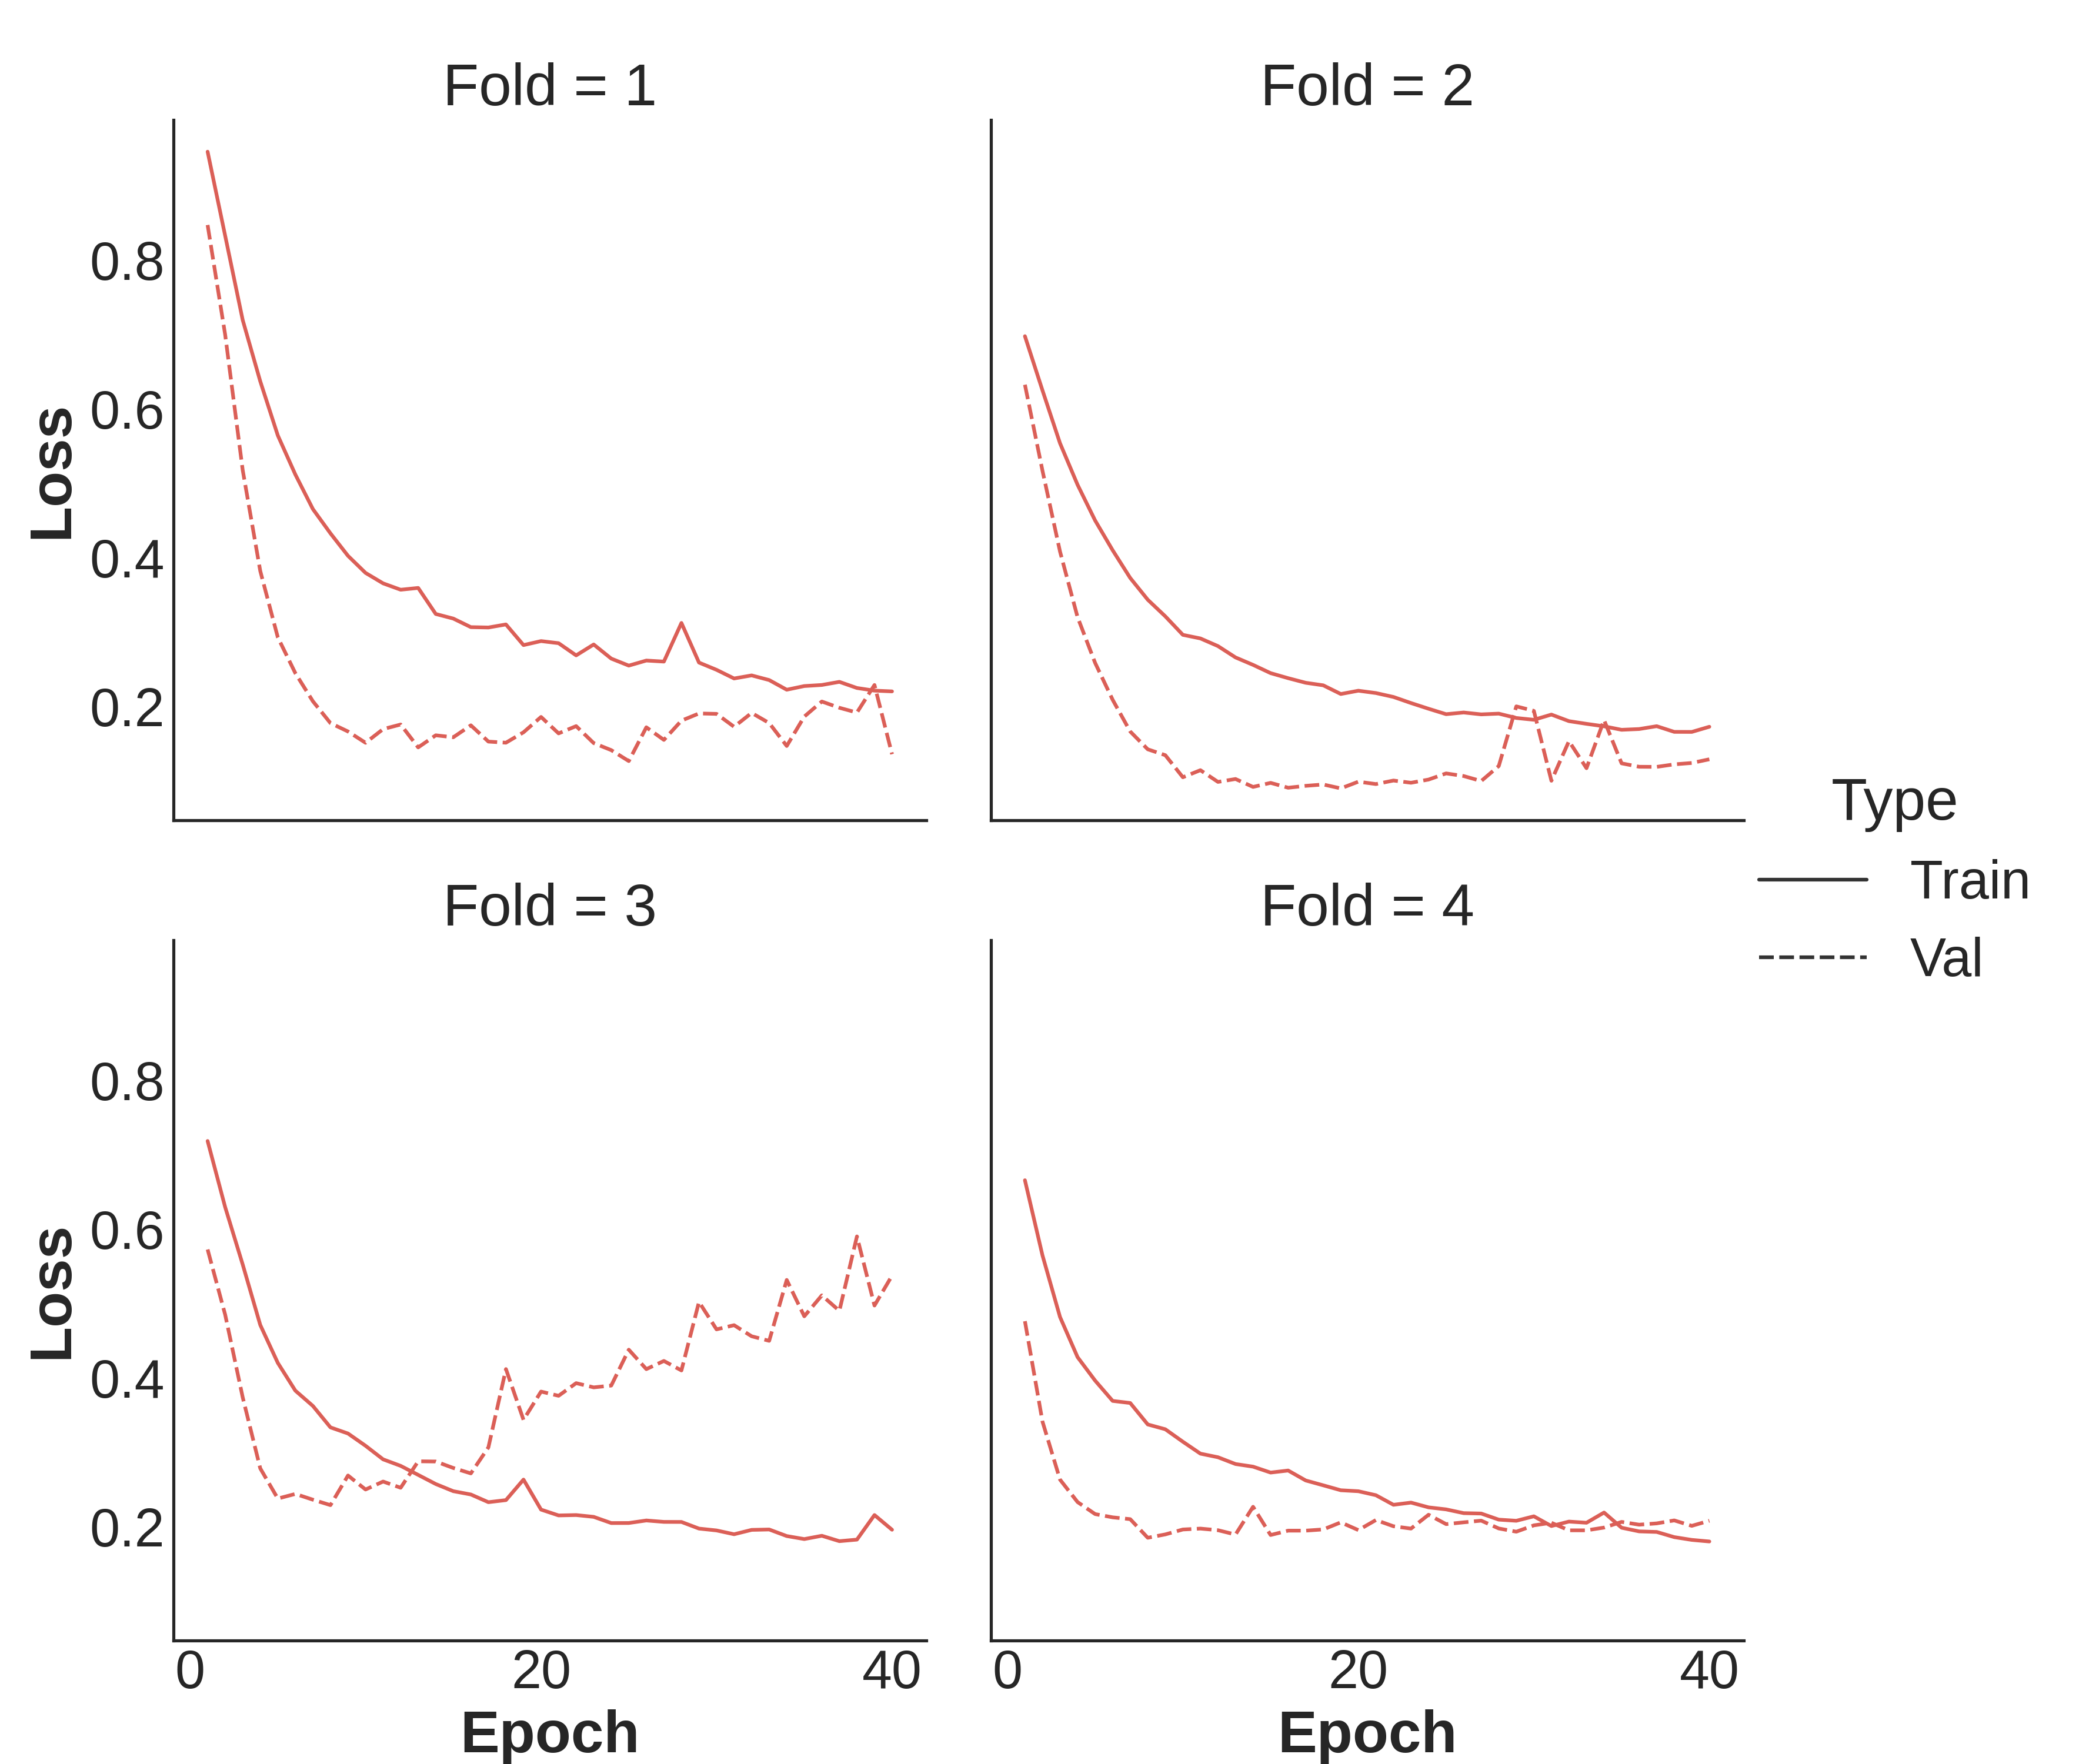 Fold = 1
Fold = 2
Loss
0.8
0.6
0.4
0.2
Type
Train
Val
Fold = 3
Fold = 4
Loss
0.8
0.6
0.4
0.2
0 20 40
0 20 40
Epoch
Epoch